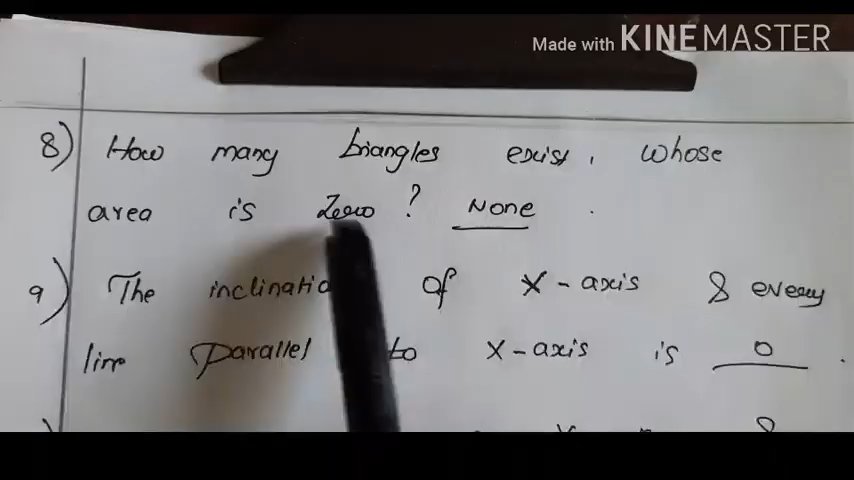 Made with KINEMASTER
8) How many triangles exist, whose
area is Zero? None.
9) The inclinatio of X-axis & every
line parallel to X-axis is 0.